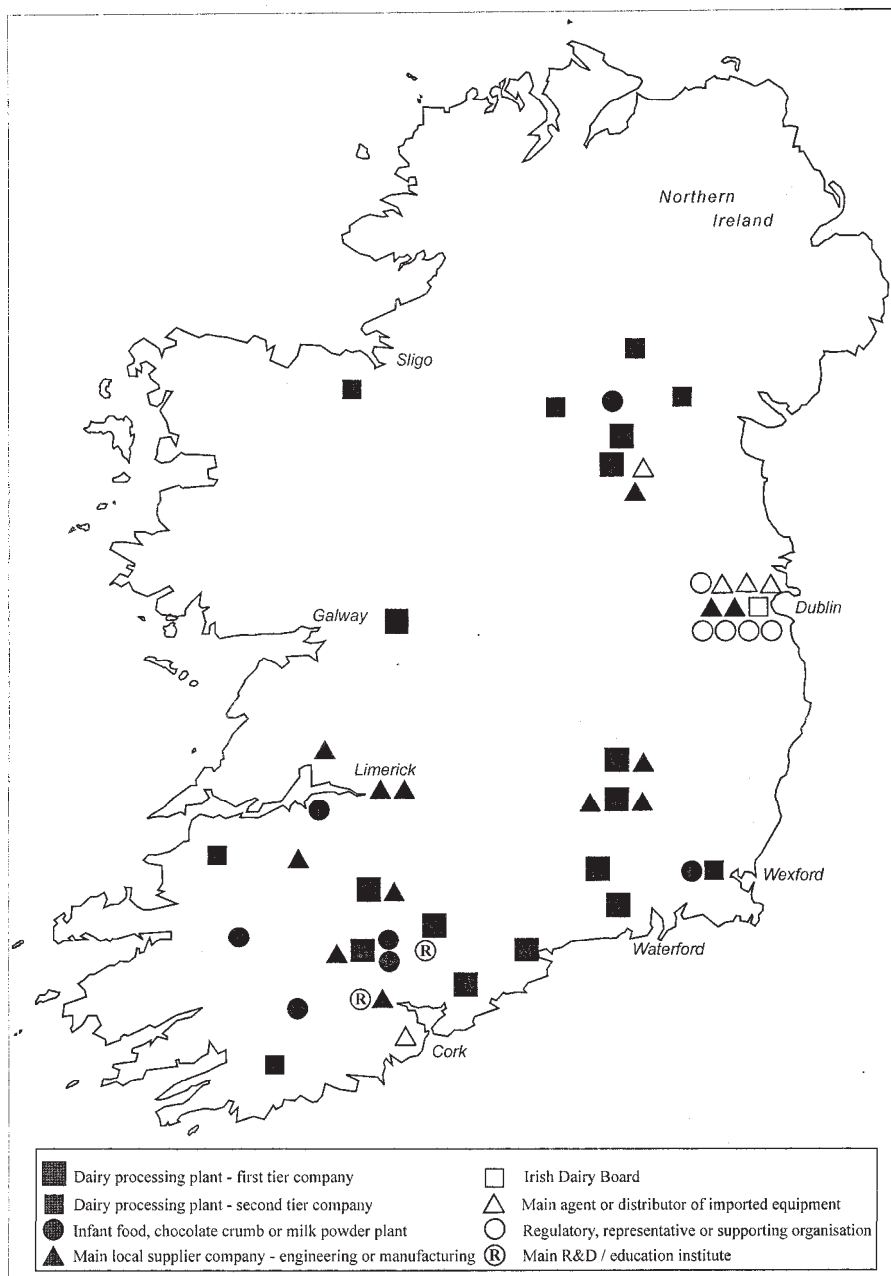 Northern
Ireland
Sligo
Galway
Dublin
Limerick
Wexford
Waterford
R
R
Cork
Dairy processing plant - first tier company
Dairy processing plant - second tier company
Infant food, chocolate crumb or milk powder plant
Main local supplier company - engineering or manufacturing
Irish Dairy Board
Main agent or distributor of imported equipment
Regulatory, representative or supporting organisation
R Main R&D / education institute